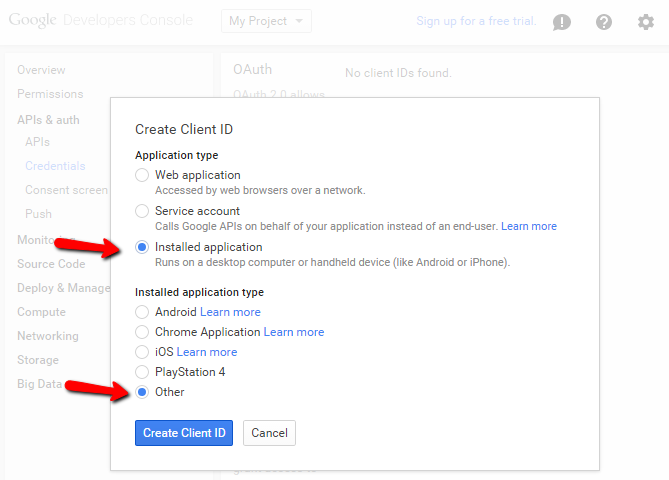 Google Developers Console
My Project
Sign up for a free trial.
Overview
Permissions
APIs & auth
APIs
Credentials
Consent screen
Push
Source Code
Deploy & Manage
Compute
Networking
Storage
Big Data
OAuth
OAuth 2.0 allows
No client IDs found.
Create Client ID
Application type
Web application
Accessed by web browsers over a network.
Service account
Calls Google APIs on behalf of your application instead of an end-user. Learn more
Installed application
Runs on a desktop computer or handheld device (like Android or iPhone).
Installed application type
Android Learn more
Chrome Application Learn more
iOS Learn more
PlayStation 4
Other
Create Client ID
Cancel